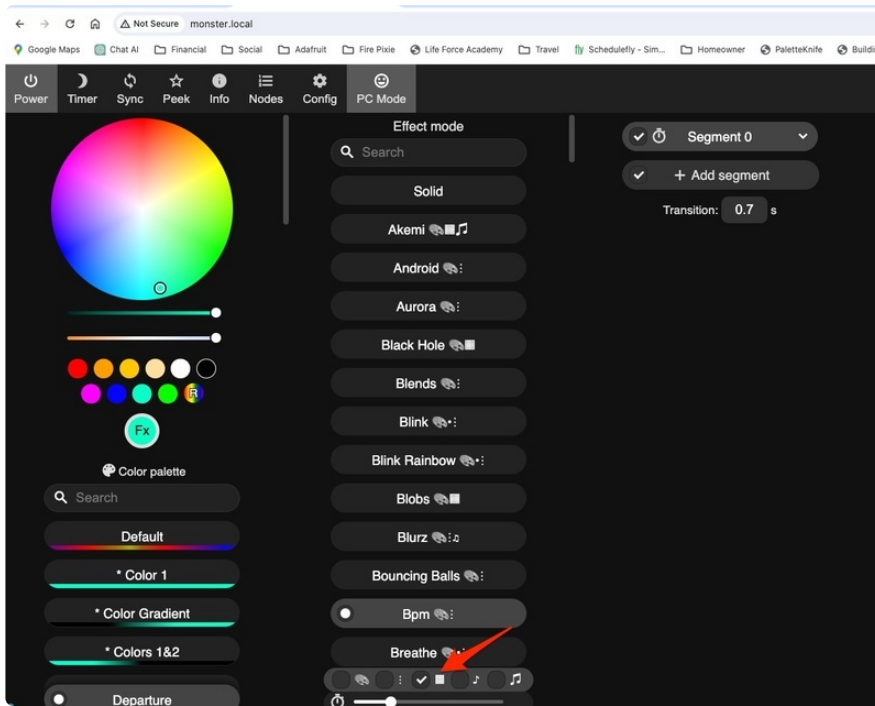 Not Secure monster.local
Google Maps Chat AI Financial Social Adafruit Fire Pixie Life Force Academy Travel Schedulefly - Sim... Homeowner PaletteKnife
Power Timer Sync Peek Info Nodes Config PC Mode
R
Fx
Color palette
Search
Default
* Color 1
* Color Gradient
* Colors 1&2
Departure
Effect mode
Search
Solid
Akemi
Android
Aurora
Black Hole
Blends
Blink
Blink Rainbow
Blobs
Blurz
Bouncing Balls
Bpm
Breathe
Segment 0
+ Add segment
Transition: 0.7 s